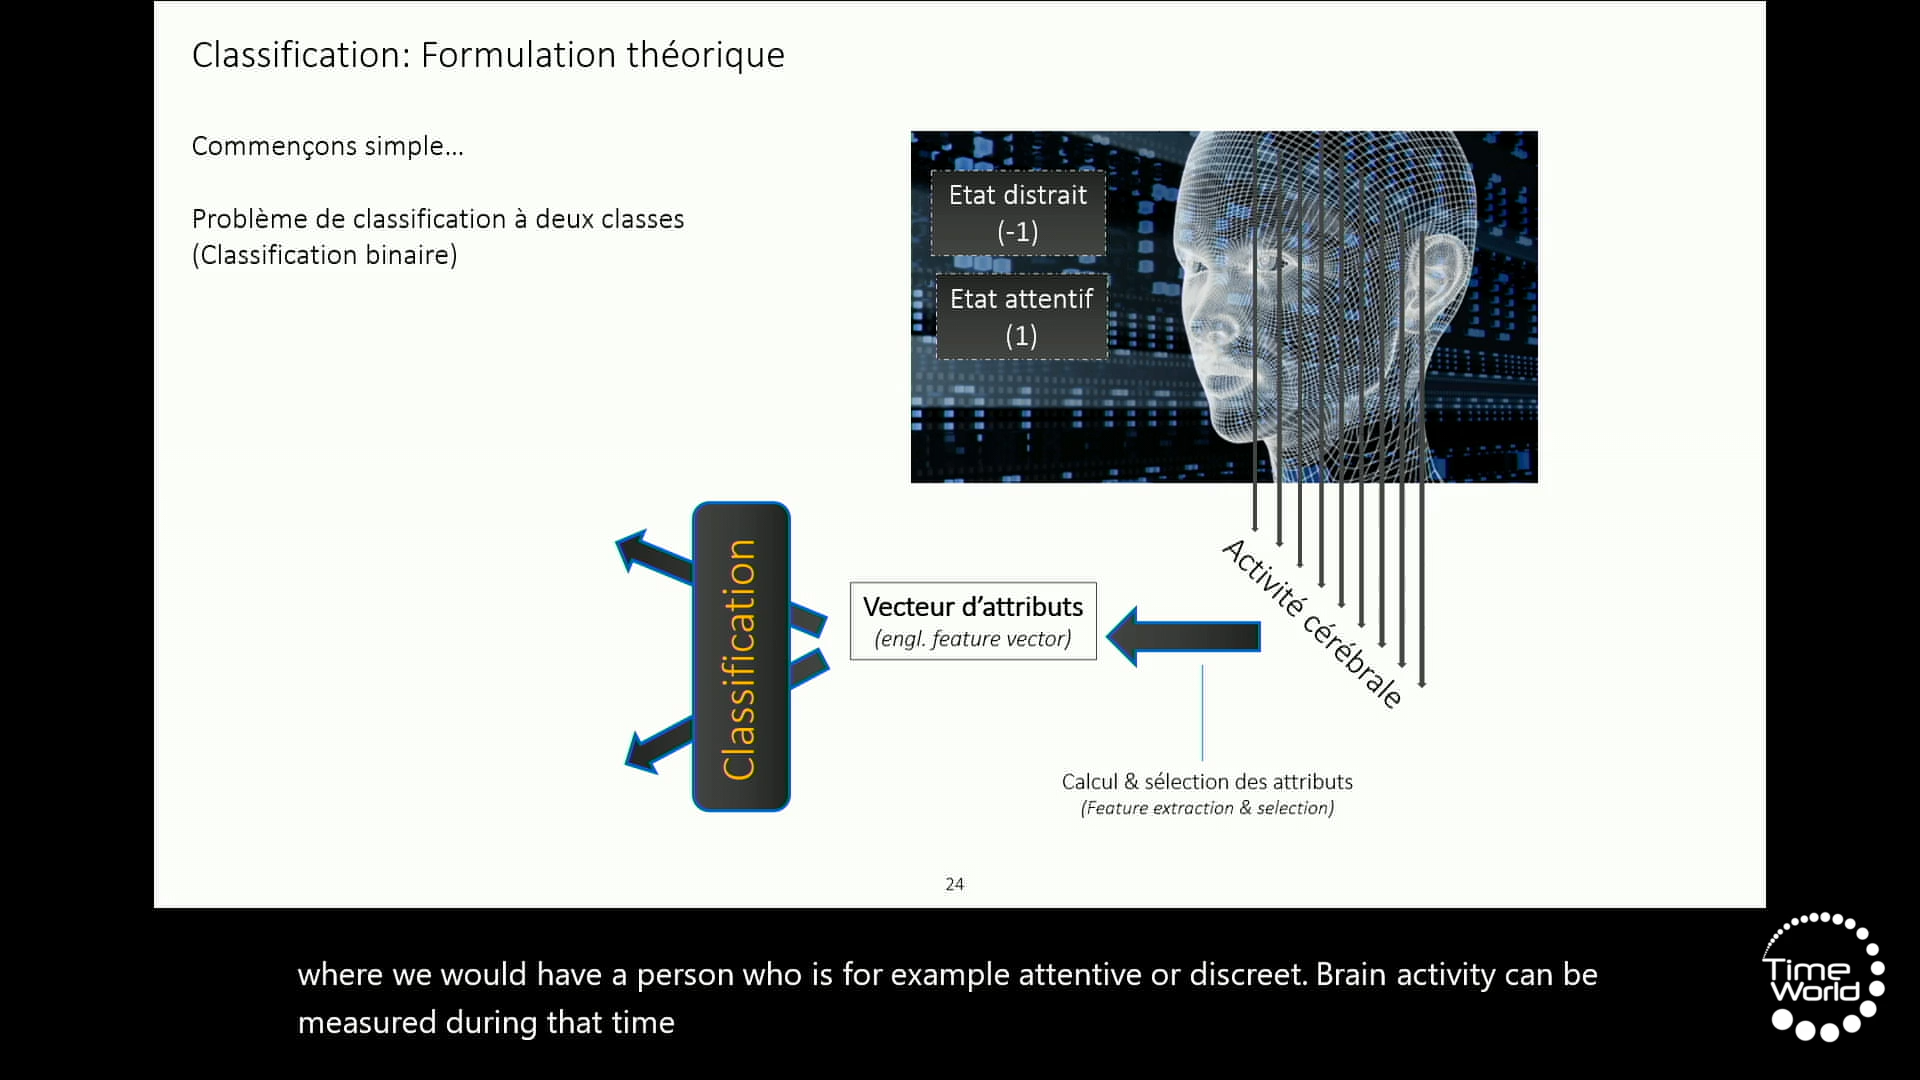 Classification: Formulation théorique
Commençons simple...
Problème de classification à deux classes
(Classification binaire)
Etat distrait
(-1)
Etat attentif
(1)
Activité cérébrale
Classification
Vecteur d'attributs
(engl. feature vector)
Calcul & sélection des attributs
(Feature extraction & selection)
24
where we would have a person who is for example attentive or discreet. Brain activity can be
measured during that time
Time
World